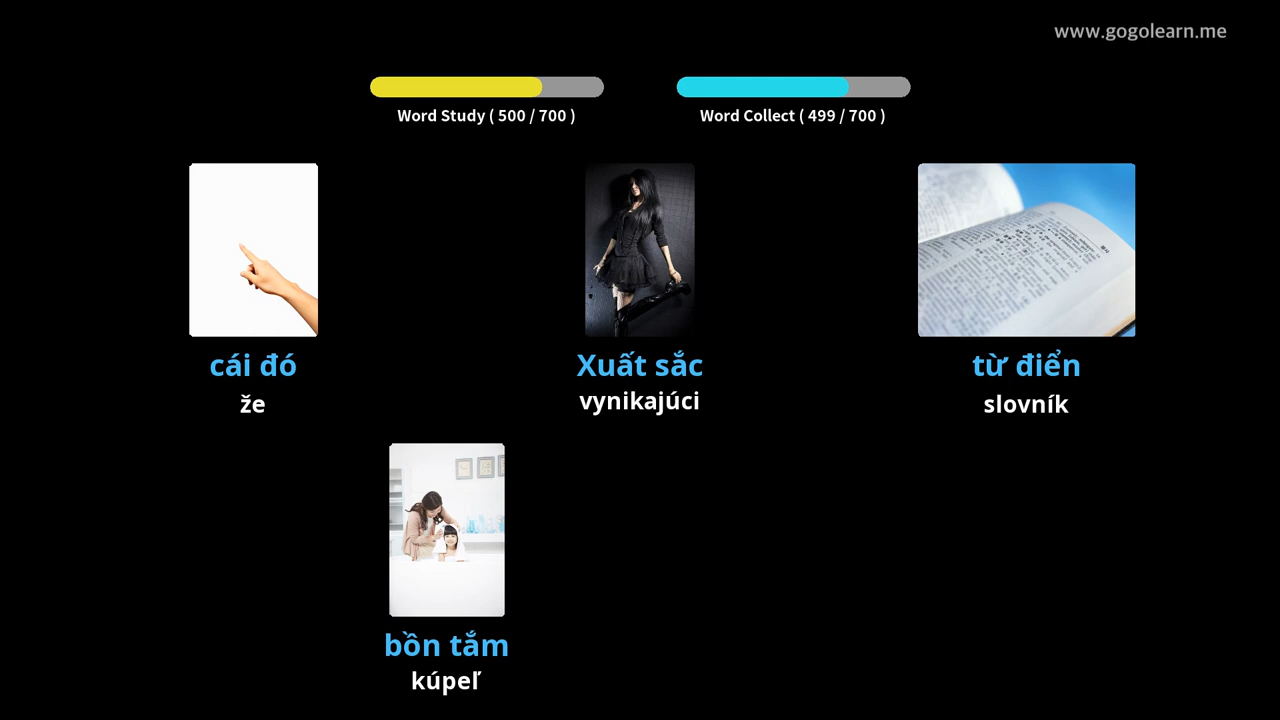 www.gogolearn.me
Word Study ( 500 / 700 )
Word Collect ( 499 / 700 )
cái đó
že
Xuất sắc
vynikajúci
từ điển
slovník
bồn tắm
kúpeľ